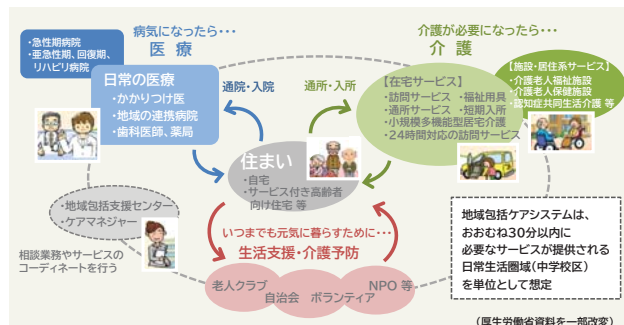 病気になったら･･･
医 療
・急性期病院
・亜急性期、回復期、
リハビリ病院
日常の医療
・かかりつけ医
・地域の連携病院
・歯科医師、薬局
通院・入院
介護が必要になったら･･･
介 護
【在宅サービス】
・訪問サービス ・福祉用具
・通所サービス ・短期入所
・小規模多機能型居宅介護
・24時間対応の訪問サービス
【施設・居住系サービス】
・介護老人福祉施設
・介護老人保健施設
・認知症共同生活介護 等
通所・入所
住まい
・自宅
・サービス付き高齢者
向け住宅 等
・地域包括支援センター
・ケアマネジャー
相談業務やサービスの
コーディネートを行う
いつまでも元気に暮らすために･･･
生活支援・介護予防
老人クラブ
自治会
ボランティア
NPO 等
地域包括ケアシステムは、
おおむね30分以内に
必要なサービスが提供される
日常生活圏域(中学校区)
を単位として想定
(厚生労働省資料を一部改変)